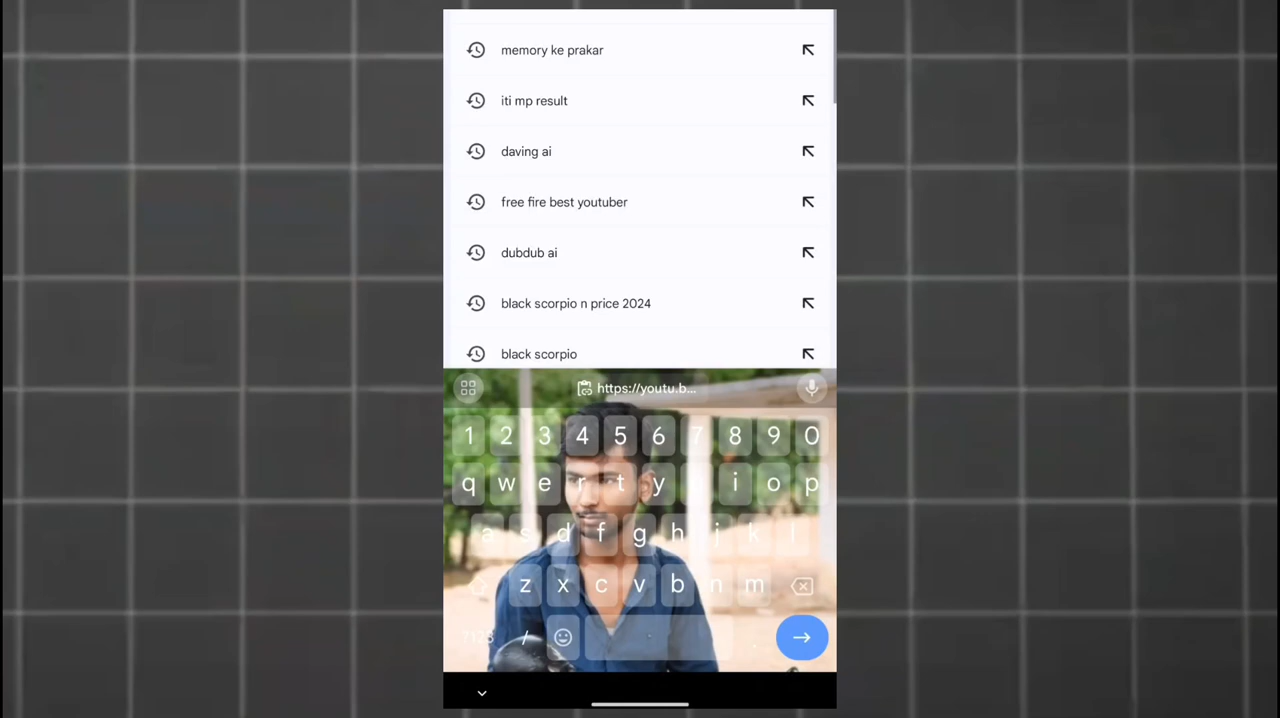 memory ke prakar
iti mp result
daving ai
free fire best youtuber
dubdub ai
black scorpio n price 2024
black scorpio
https://youtu.b...
1 2 3 4 5 6 7 8 9 0
q w e r t y i o p
a s d f g h j k l
z x c v b n m
?123 / .